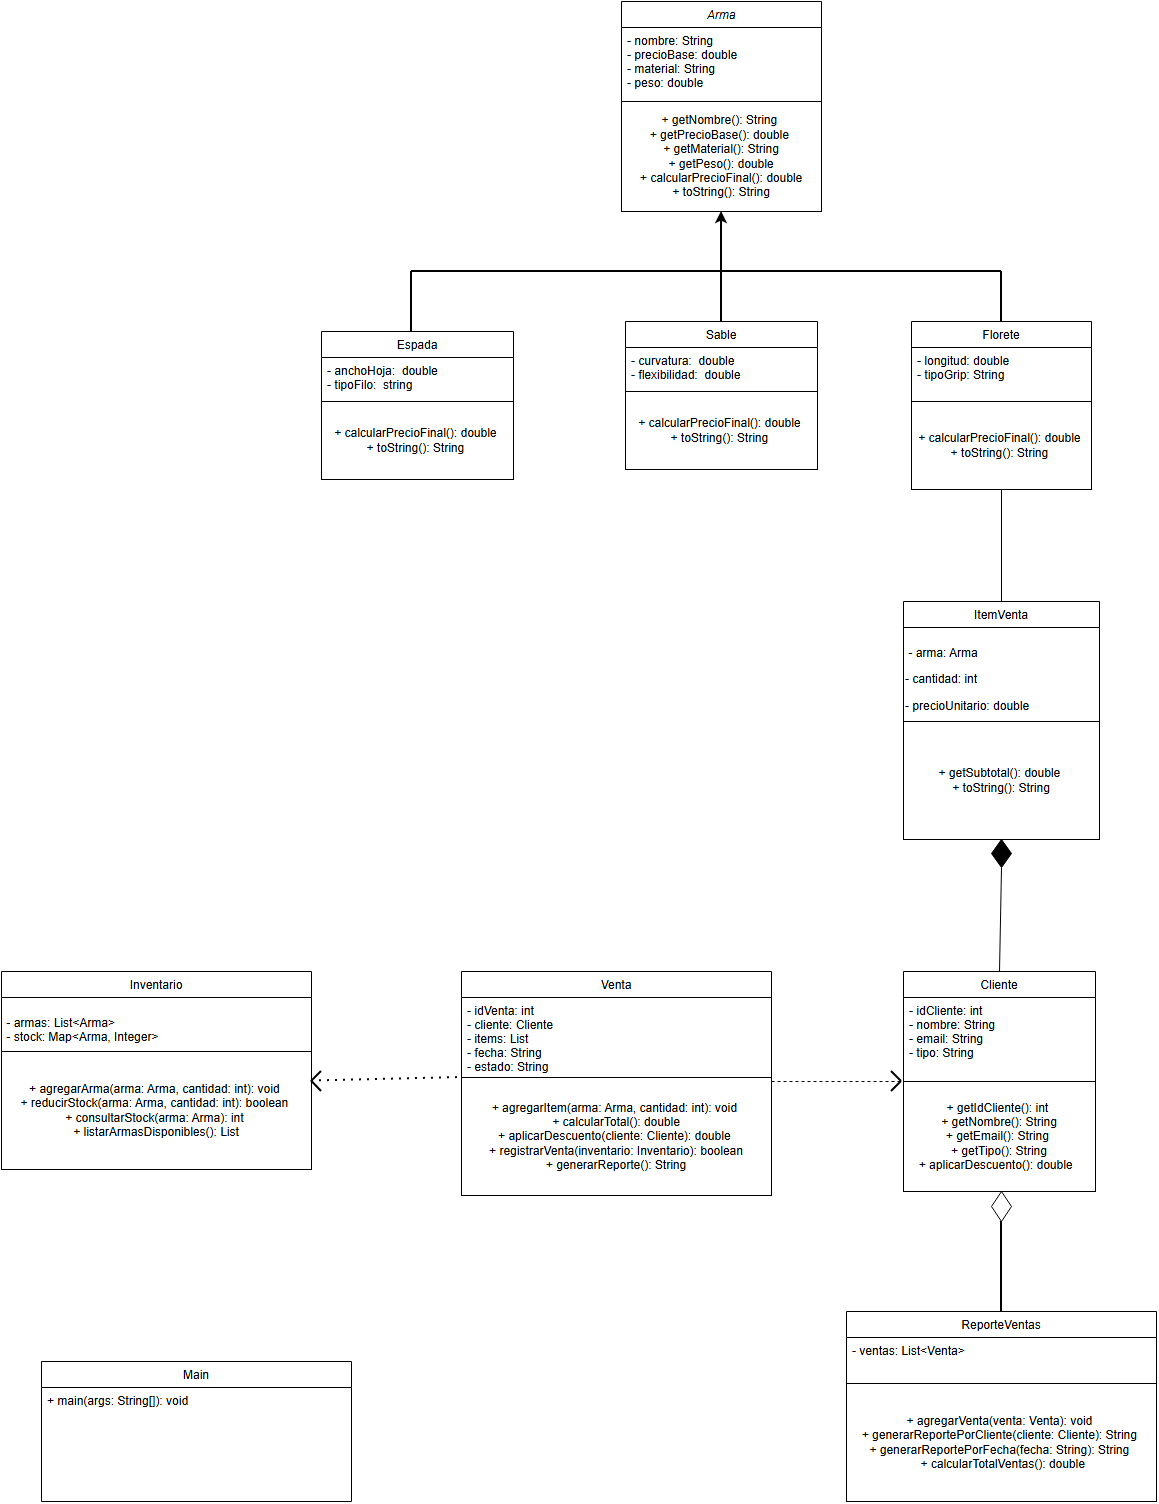 Arma
- nombre: String
- precioBase: double
- material: String
- peso: double
+ getNombre(): String
+ getPrecioBase(): double
+ getMaterial(): String
+ getPeso(): double
+ calcularPrecioFinal(): double
+ toString(): String
Espada
- anchoHoja:  double
- tipoFilo:  string
+ calcularPrecioFinal(): double
+ toString(): String
Sable
- curvatura:  double
- flexibilidad:  double
+ calcularPrecioFinal(): double
+ toString(): String
Florete
- longitud: double
- tipoGrip: String
+ calcularPrecioFinal(): double
+ toString(): String
ItemVenta
- arma: Arma
- cantidad: int
- precioUnitario: double
+ getSubtotal(): double
+ toString(): String
Inventario
- armas: List<Arma>
- stock: Map<Arma, Integer>
+ agregarArma(arma: Arma, cantidad: int): void
+ reducirStock(arma: Arma, cantidad: int): boolean
+ consultarStock(arma: Arma): int
+ listarArmasDisponibles(): List
Venta
- idVenta: int
- cliente: Cliente
- items: List
- fecha: String
- estado: String
+ agregarItem(arma: Arma, cantidad: int): void
+ calcularTotal(): double
+ aplicarDescuento(cliente: Cliente): double
+ registrarVenta(inventario: Inventario): boolean
+ generarReporte(): String
Cliente
- idCliente: int
- nombre: String
- email: String
- tipo: String
+ getIdCliente(): int
+ getNombre(): String
+ getEmail(): String
+ getTipo(): String
+ aplicarDescuento(): double
ReporteVentas
- ventas: List<Venta>
+ agregarVenta(venta: Venta): void
+ generarReportePorCliente(cliente: Cliente): String
+ generarReportePorFecha(fecha: String): String
+ calcularTotalVentas(): double
Main
+ main(args: String[]): void